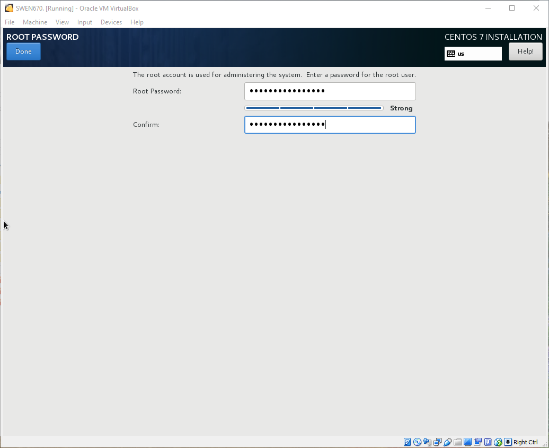 SWEN670. [Running] - Oracle VM VirtualBox
File Machine View Input Devices Help
ROOT PASSWORD
CENTOS 7 INSTALLATION
Done
us
Help!
The root account is used for administering the system. Enter a password for the root user.
Root Password:
••••••••••••••••
Strong
Confirm:
••••••••••••••••
Right Ctrl